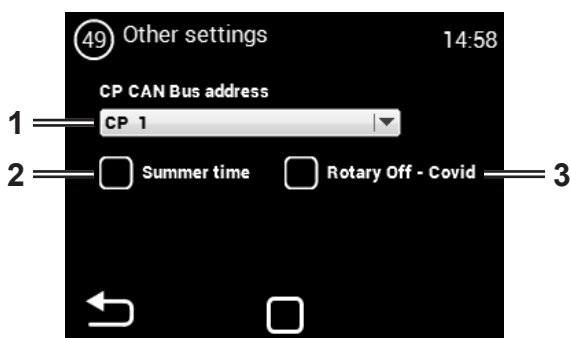 49 Other settings 14:58
CP CAN Bus address
1 CP 1
2 Summer time Rotary Off - Covid 3